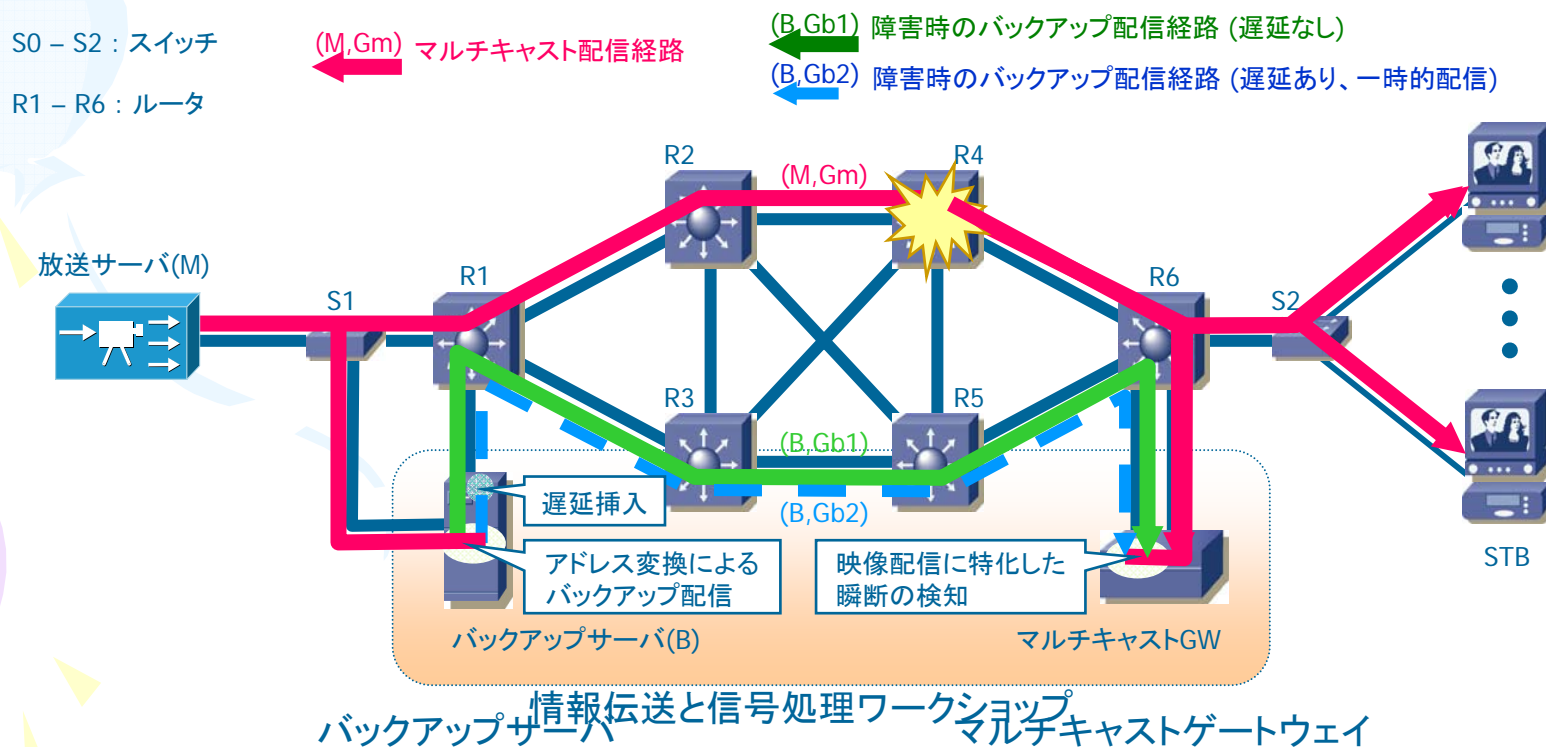 S0 – S2 : スイッチ
R1 – R6 : ルータ
(M,Gm) マルチキャスト配信経路
(B,Gb1) 障害時のバックアップ配信経路 (遅延なし)
(B,Gb2) 障害時のバックアップ配信経路 (遅延あり、一時的配信)
R2
(M,Gm)
R4
放送サーバ(M)
S1
R1
R6
S2
R3
R5
(B,Gb1)
(B,Gb2)
遅延挿入
アドレス変換による
バックアップ配信
映像配信に特化した
瞬断の検知
STB
バックアップサーバ(B)
マルチキャストGW
情報伝送と信号処理ワークショップ
バックアップサーバ
マルチキャストゲートウェイ